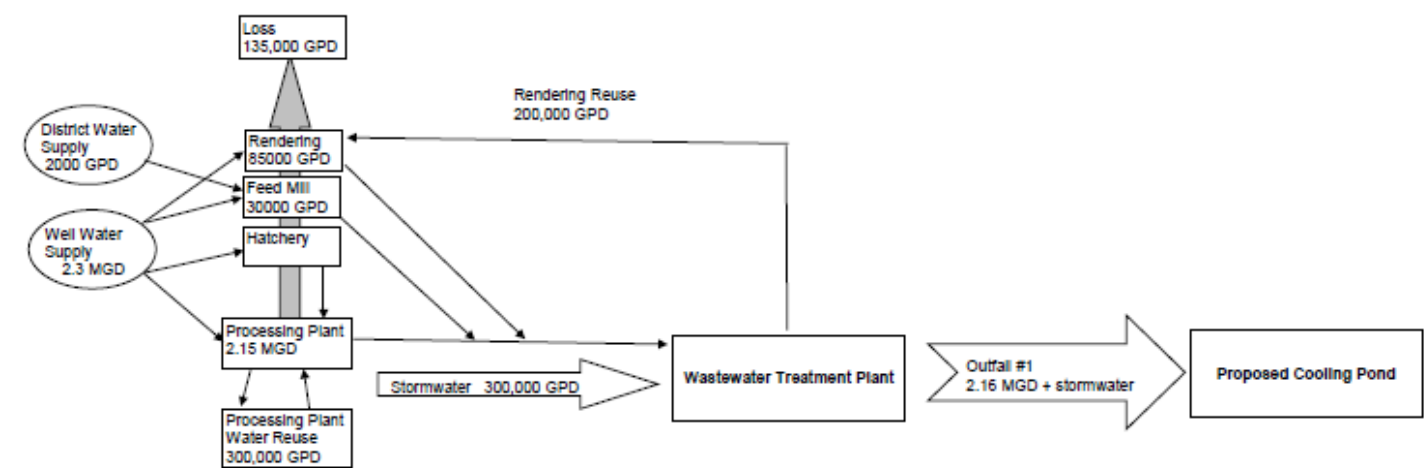 Loss
135,000 GPD
Rendering Reuse
200,000 GPD
District Water
Supply
2000 GPD
Rendering
85000 GPD
Feed Mill
30000 GPD
Well Water
Supply
2.3 MGD
Hatchery
Processing Plant
2.15 MGD
Stormwater 300,000 GPD
Wastewater Treatment Plant
Outfall #1
2.16 MGD + stormwater
Proposed Cooling Pond
Processing Plant
Water Reuse
300,000 GPD